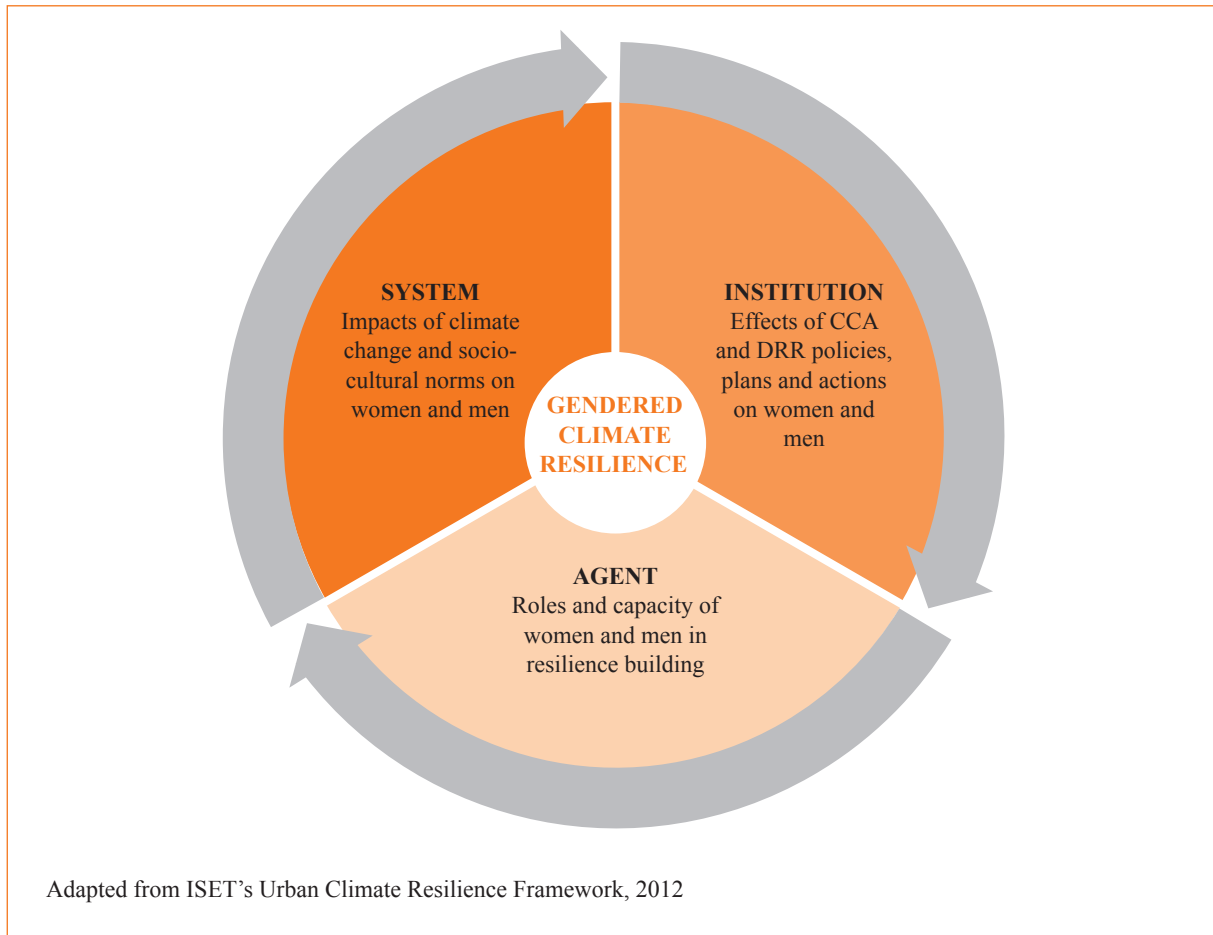 SYSTEM
Impacts of climate
change and socio-
cultural norms on
women and men
INSTITUTION
Effects of CCA
and DRR policies,
plans and actions
on women and
men
GENDERED
CLIMATE
RESILIENCE
AGENT
Roles and capacity of
women and men in
resilience building
Adapted from ISET’s Urban Climate Resilience Framework, 2012